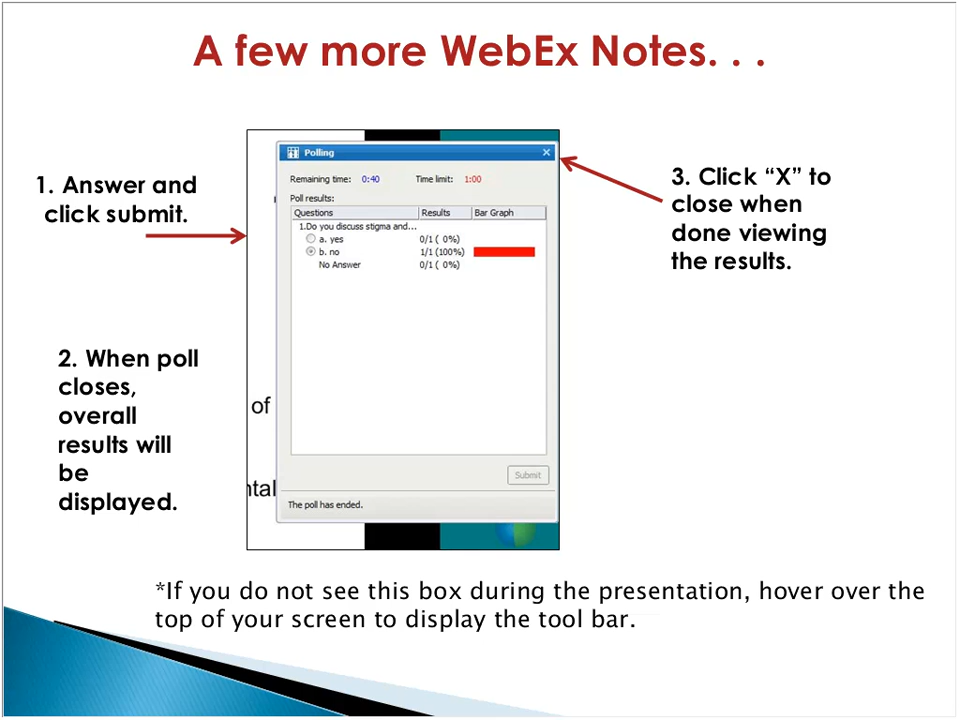 A few more WebEx Notes. . .
1. Answer and
click submit.
2. When poll
closes,
overall
results will
be
displayed.
Polling
Remaining time: 0:40 Time limit: 1:00
Poll results:
Questions Results Bar Graph
1.Do you discuss stigma and...
a. yes 0/1 ( 0%)
b. no 1/1 (100%)
No Answer 0/1 ( 0%)
of
ntal
Submit
The poll has ended.
3. Click “X” to
close when
done viewing
the results.
*If you do not see this box during the presentation, hover over the
top of your screen to display the tool bar.